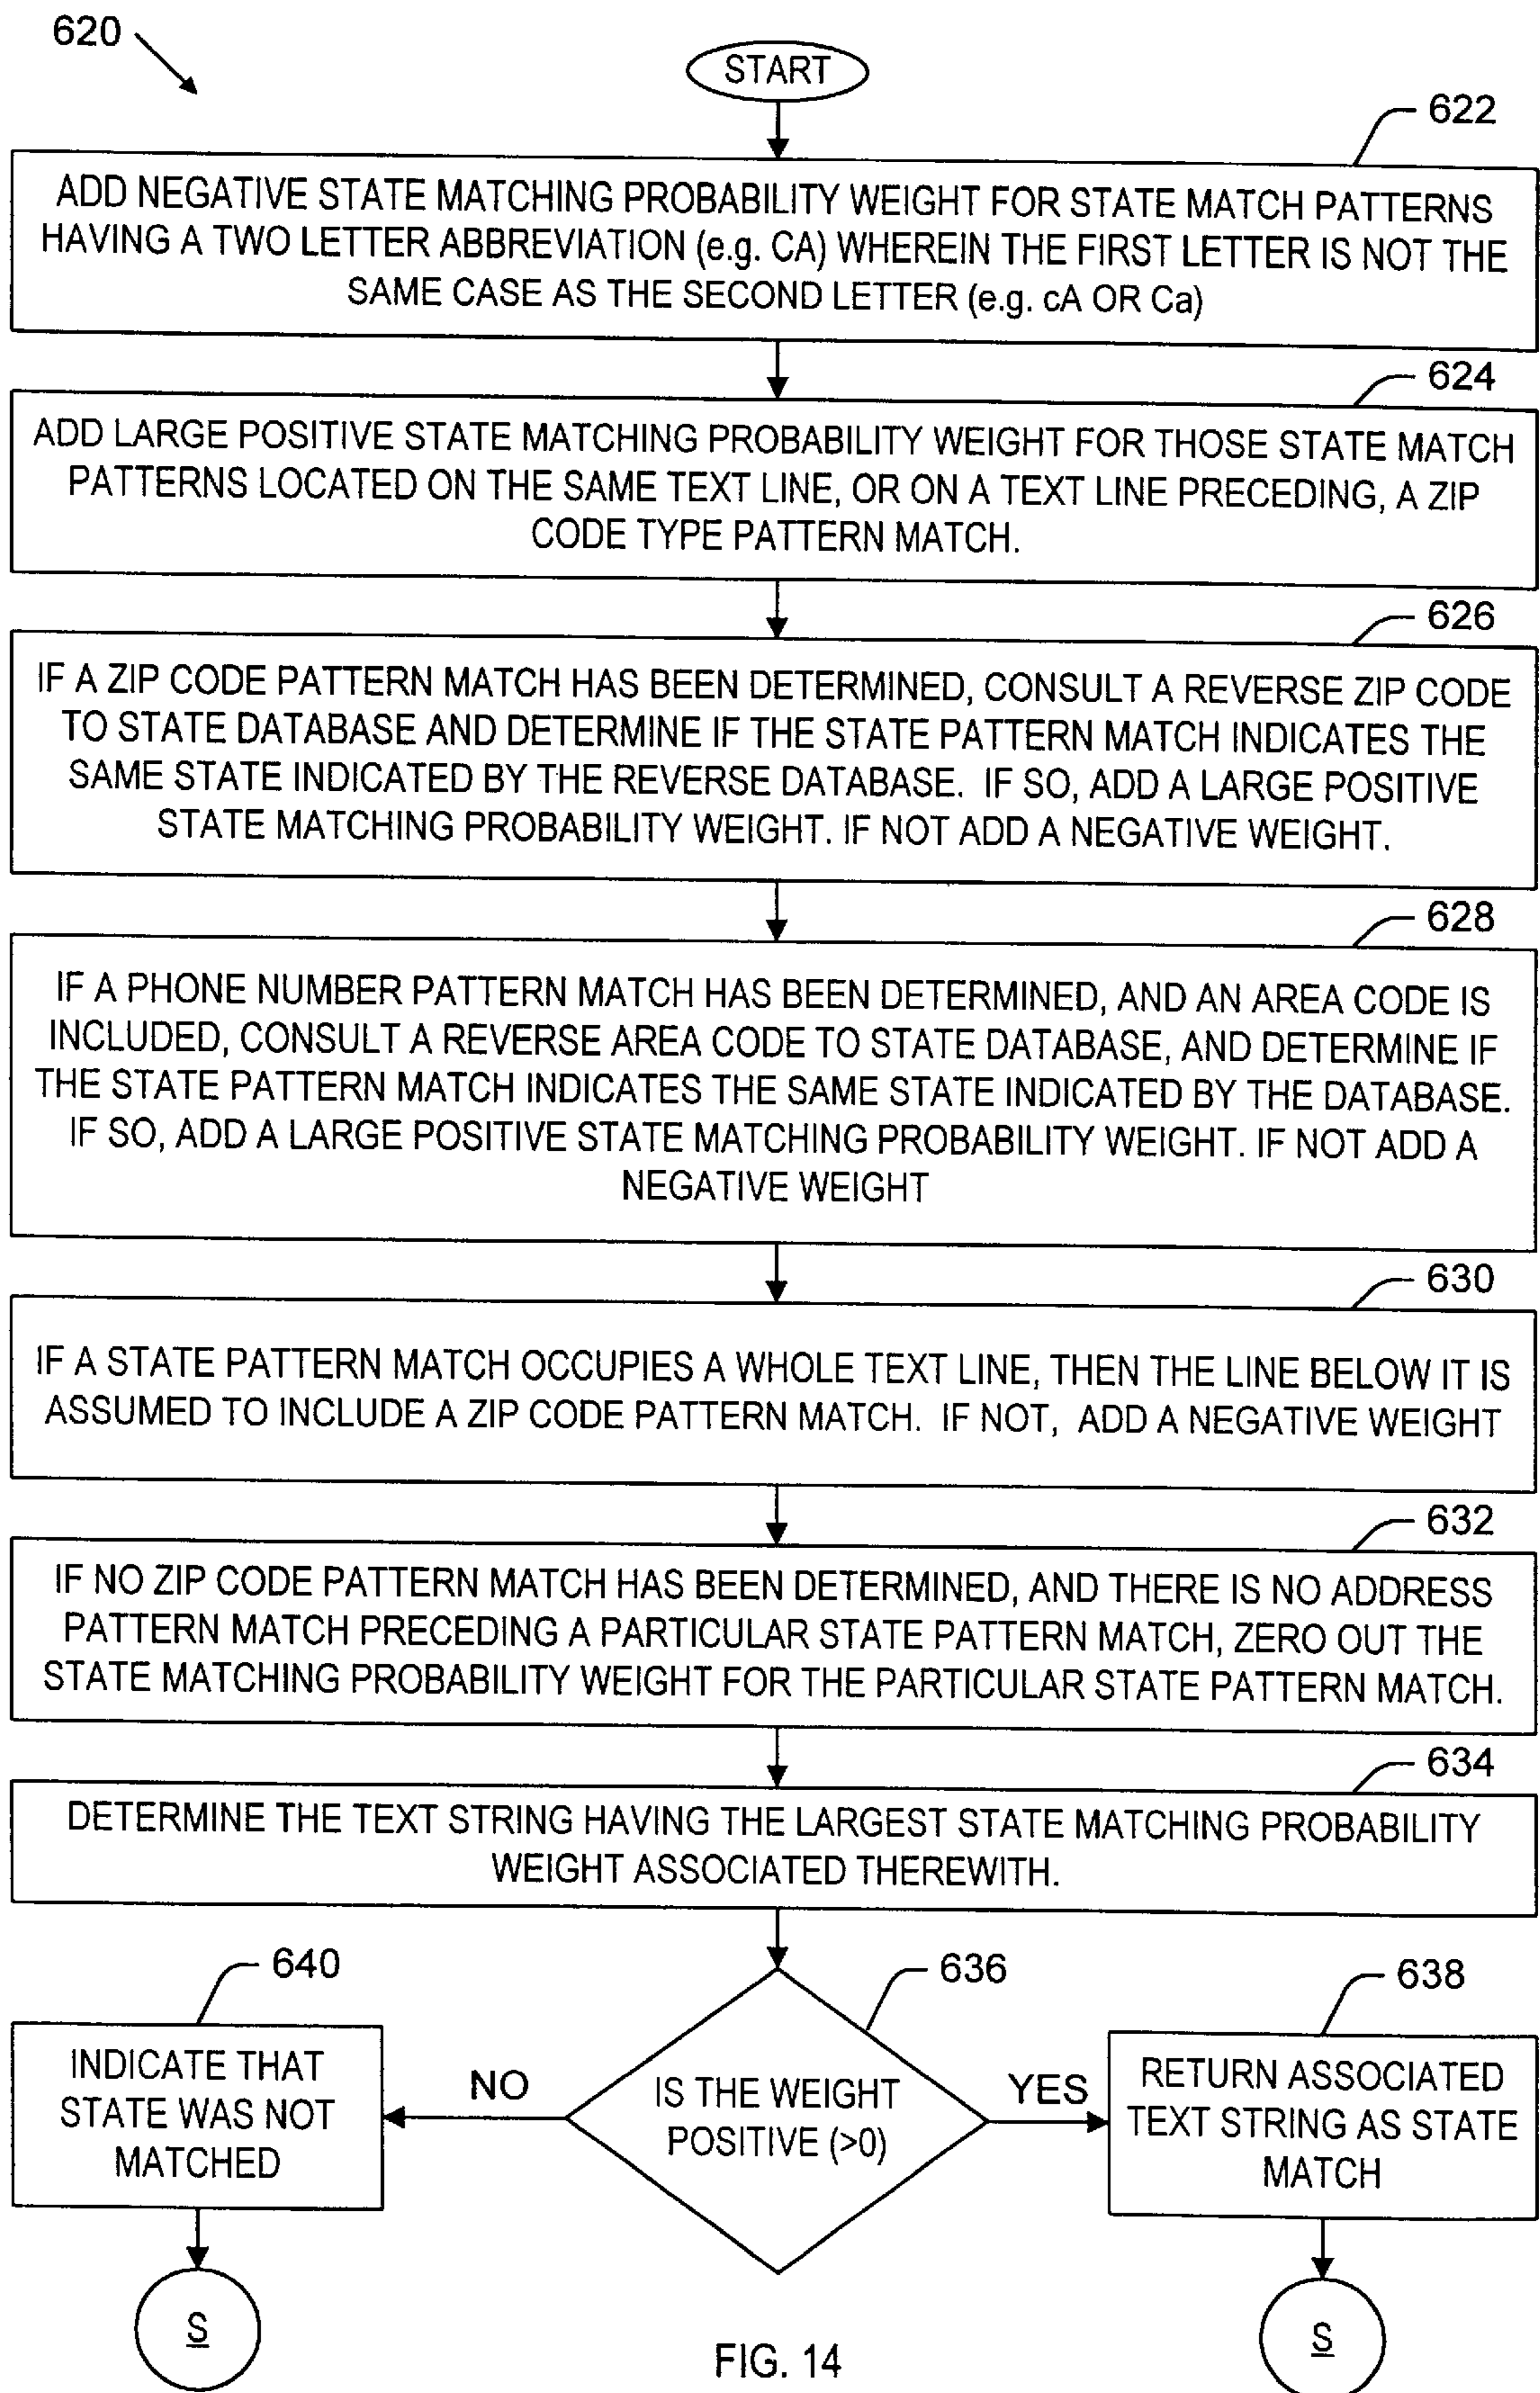 620
START
622
ADD NEGATIVE STATE MATCHING PROBABILITY WEIGHT FOR STATE MATCH PATTERNS
HAVING A TWO LETTER ABBREVIATION (e.g. CA) WHEREIN THE FIRST LETTER IS NOT THE
SAME CASE AS THE SECOND LETTER (e.g. cA OR Ca)
624
ADD LARGE POSITIVE STATE MATCHING PROBABILITY WEIGHT FOR THOSE STATE MATCH
PATTERNS LOCATED ON THE SAME TEXT LINE, OR ON A TEXT LINE PRECEDING, A ZIP
CODE TYPE PATTERN MATCH.
626
IF A ZIP CODE PATTERN MATCH HAS BEEN DETERMINED, CONSULT A REVERSE ZIP CODE
TO STATE DATABASE AND DETERMINE IF THE STATE PATTERN MATCH INDICATES THE
SAME STATE INDICATED BY THE REVERSE DATABASE. IF SO, ADD A LARGE POSITIVE
STATE MATCHING PROBABILITY WEIGHT. IF NOT ADD A NEGATIVE WEIGHT.
628
IF A PHONE NUMBER PATTERN MATCH HAS BEEN DETERMINED, AND AN AREA CODE IS
INCLUDED, CONSULT A REVERSE AREA CODE TO STATE DATABASE, AND DETERMINE IF
THE STATE PATTERN MATCH INDICATES THE SAME STATE INDICATED BY THE DATABASE.
IF SO, ADD A LARGE POSITIVE STATE MATCHING PROBABILITY WEIGHT. IF NOT ADD A
NEGATIVE WEIGHT
630
IF A STATE PATTERN MATCH OCCUPIES A WHOLE TEXT LINE, THEN THE LINE BELOW IT IS
ASSUMED TO INCLUDE A ZIP CODE PATTERN MATCH. IF NOT, ADD A NEGATIVE WEIGHT
632
IF NO ZIP CODE PATTERN MATCH HAS BEEN DETERMINED, AND THERE IS NO ADDRESS
PATTERN MATCH PRECEDING A PARTICULAR STATE PATTERN MATCH, ZERO OUT THE
STATE MATCHING PROBABILITY WEIGHT FOR THE PARTICULAR STATE PATTERN MATCH.
634
DETERMINE THE TEXT STRING HAVING THE LARGEST STATE MATCHING PROBABILITY
WEIGHT ASSOCIATED THEREWITH.
640
INDICATE THAT
STATE WAS NOT
MATCHED
NO
636
IS THE WEIGHT
POSITIVE (>0)
YES
638
RETURN ASSOCIATED
TEXT STRING AS STATE
MATCH
S
S
FIG. 14